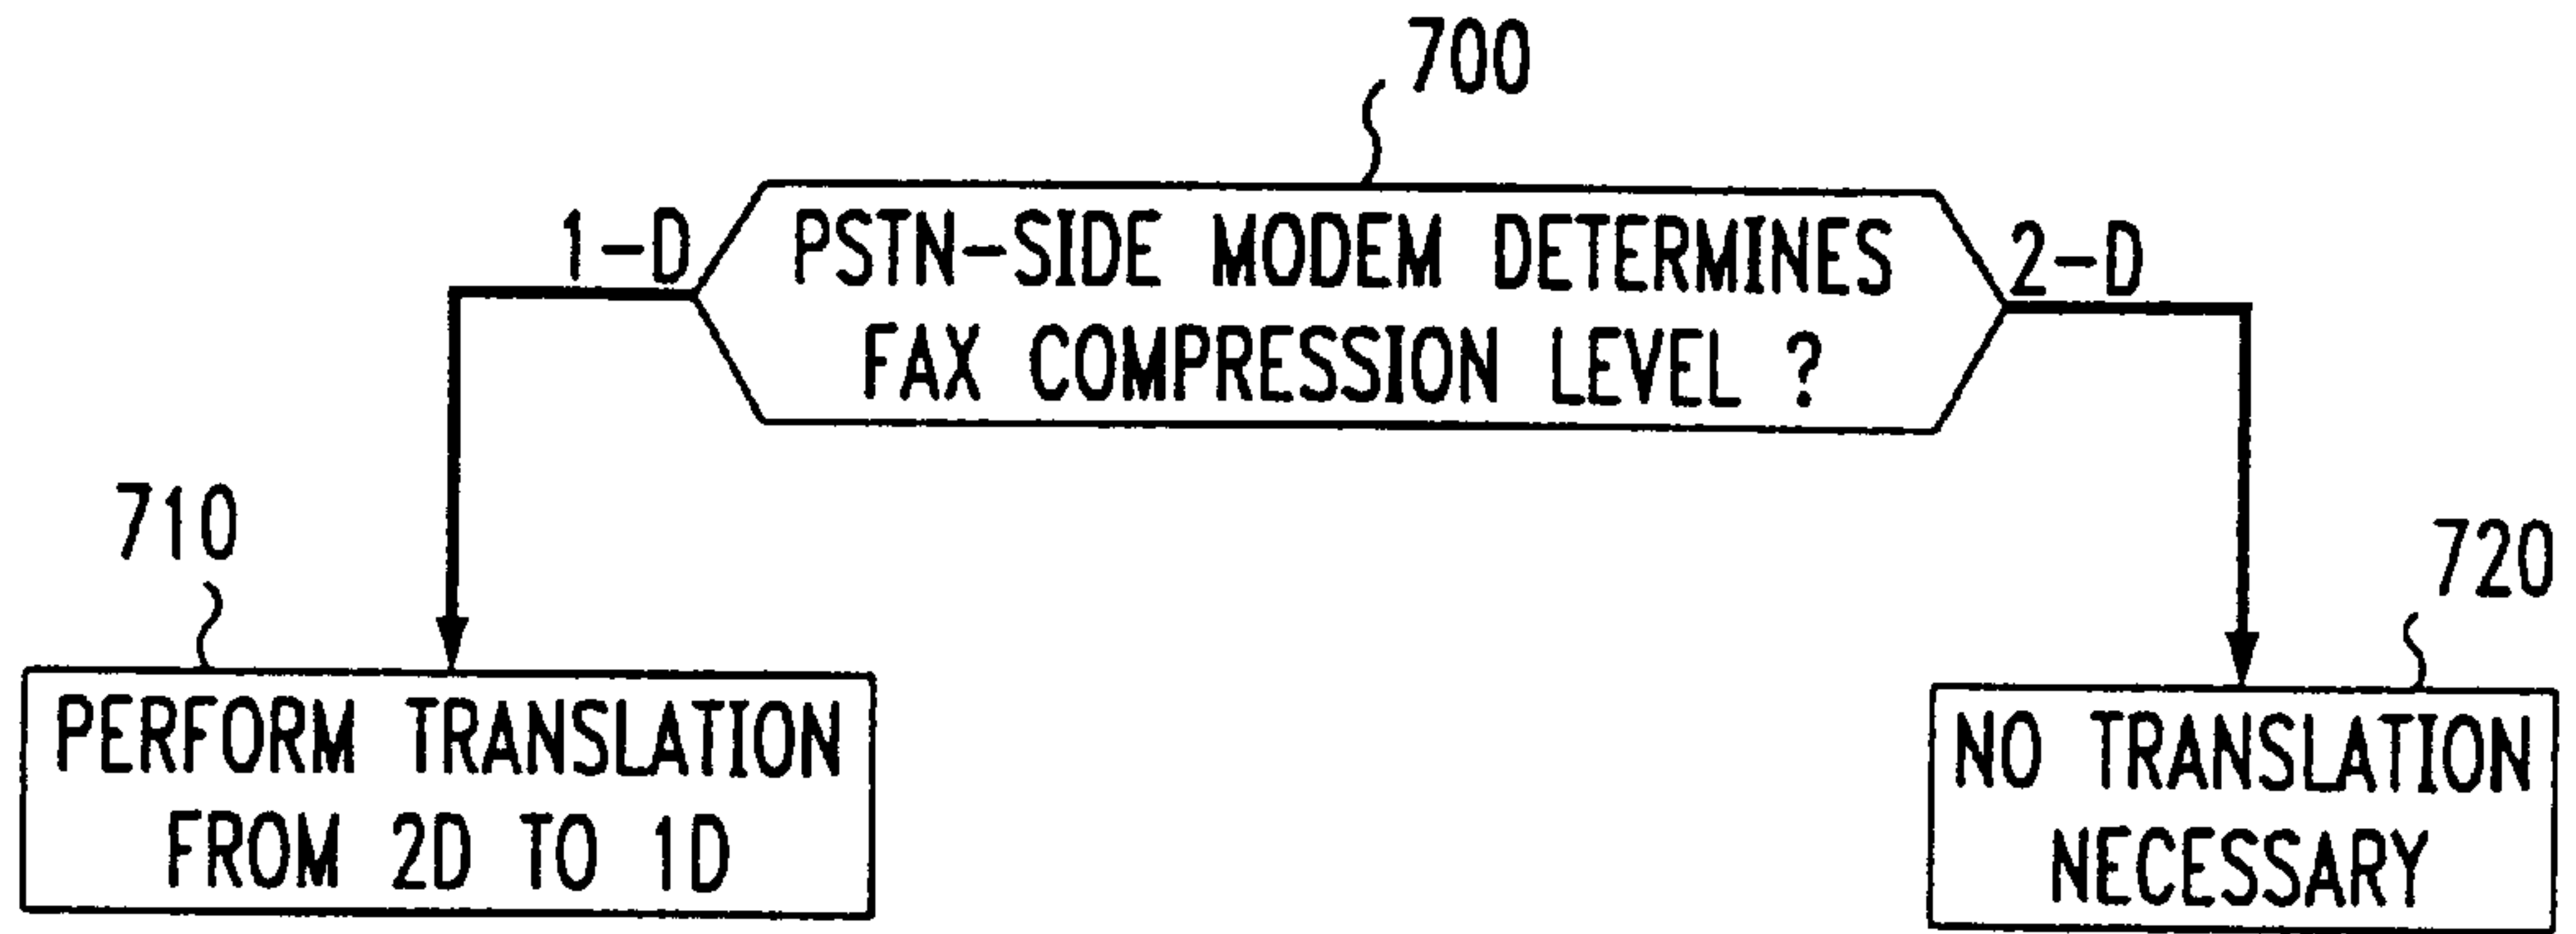 700
1-D
PSTN-SIDE MODEM DETERMINES
FAX COMPRESSION LEVEL ?
2-D
710
PERFORM TRANSLATION
FROM 2D TO 1D
720
NO TRANSLATION
NECESSARY